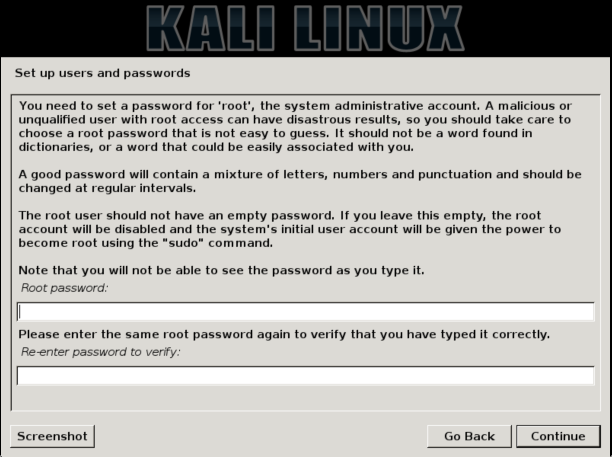 KALI LINUX
Set up users and passwords
You need to set a password for 'root', the system administrative account. A malicious or
unqualified user with root access can have disastrous results, so you should take care to
choose a root password that is not easy to guess. It should not be a word found in
dictionaries, or a word that could be easily associated with you.
A good password will contain a mixture of letters, numbers and punctuation and should be
changed at regular intervals.
The root user should not have an empty password. If you leave this empty, the root
account will be disabled and the system's initial user account will be given the power to
become root using the "sudo" command.
Note that you will not be able to see the password as you type it.
Root password:
Please enter the same root password again to verify that you have typed it correctly.
Re-enter password to verify:
Screenshot
Go Back
Continue